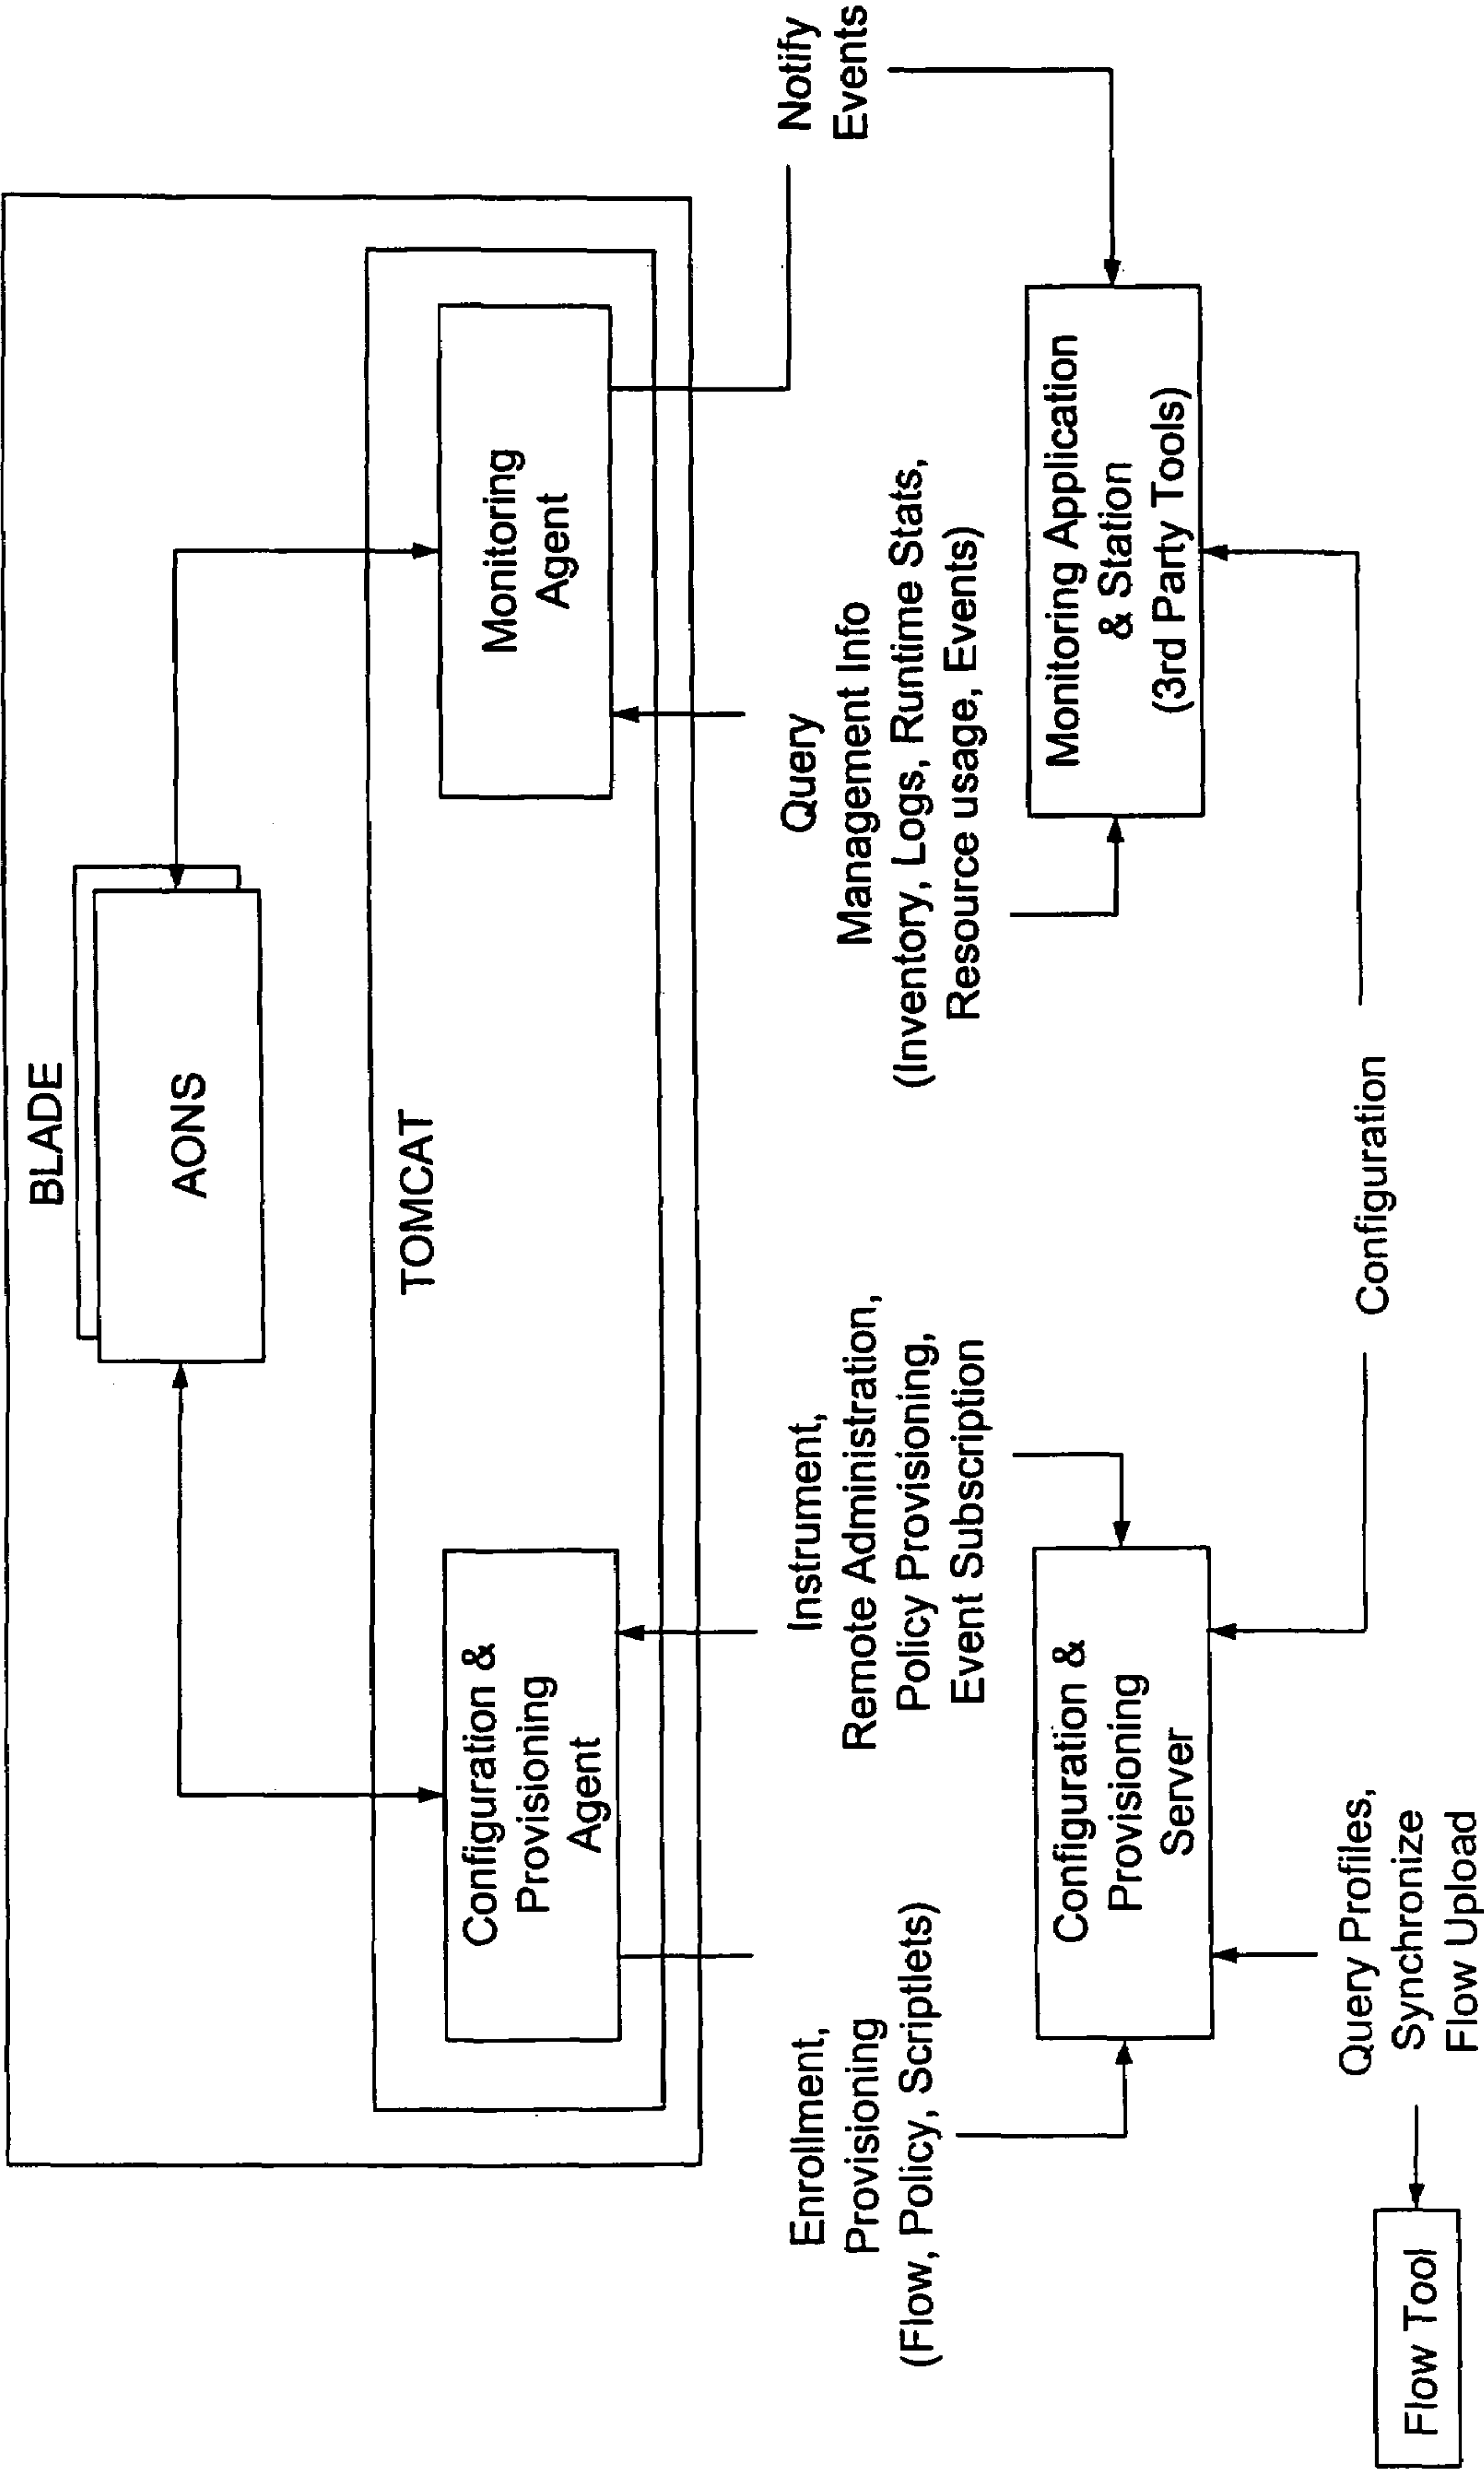 BLADE
AONS
TOMCAT
Configuration &
Provisioning
Agent
Monitoring
Agent
Enrollment,
Provisioning
(Flow, Policy, Scriptlets)
Instrument,
Remote Administration,
Policy Provisioning,
Event Subscription
Query
Management Info
(Inventory, Logs, Runtime Stats,
Resource usage, Events)
Notify
Events
Configuration &
Provisioning
Server
Monitoring Application
& Station
(3rd Party Tools)
Configuration
Query Profiles,
Synchronize
Flow Upload
Flow Tool